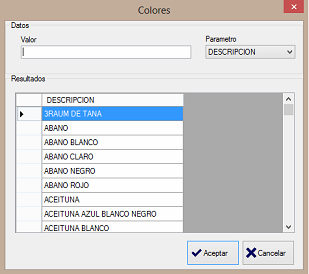 Colores
Datos
Valor
Parametro
DESCRIPCION
Resultados
DESCRIPCION
3RAUM DE TANA
ABANO
ABANO BLANCO
ABANO CLARO
ABANO NEGRO
ABANO ROJO
ACEITUNA
ACEITUNA AZUL BLANCO NEGRO
ACEITUNA BLANCO
Aceptar
Cancelar